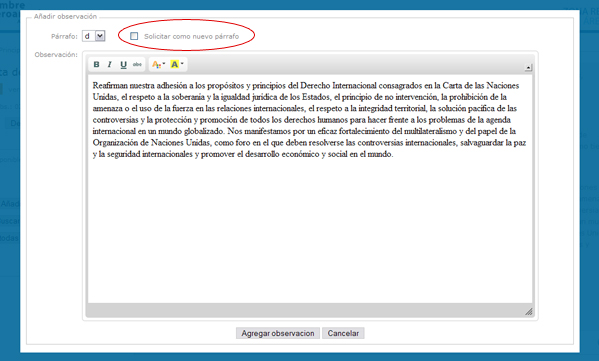 Añadir observación
Párrafo: d Solicitar como nuevo párrafo
Observación:
B I U abc A A
Reafirman nuestra adhesión a los propósitos y principios del Derecho Internacional consagrados en la Carta de las Naciones
Unidas, el respeto a la soberania y la igualdad jurídica de los Estados, el principio de no intervención, la prohibición de la
amenaza o el uso de la fuerza en las relaciones internacionales, el respeto a la integridad territorial, la solución pacifica de las
controversias y la protección y promoción de todos los derechos humanos para hacer frente a los problemas de la agenda
internacional en un mundo globalizado. Nos manifestamos por un eficaz fortalecimiento del multilateralismo y del papel de la
Organización de Naciones Unidas, como foro en el que deben resolverse las controversias internacionales, salvaguardar la paz
y la seguridad internacionales y promover el desarrollo económico y social en el mundo.
Agregar observacion Cancelar